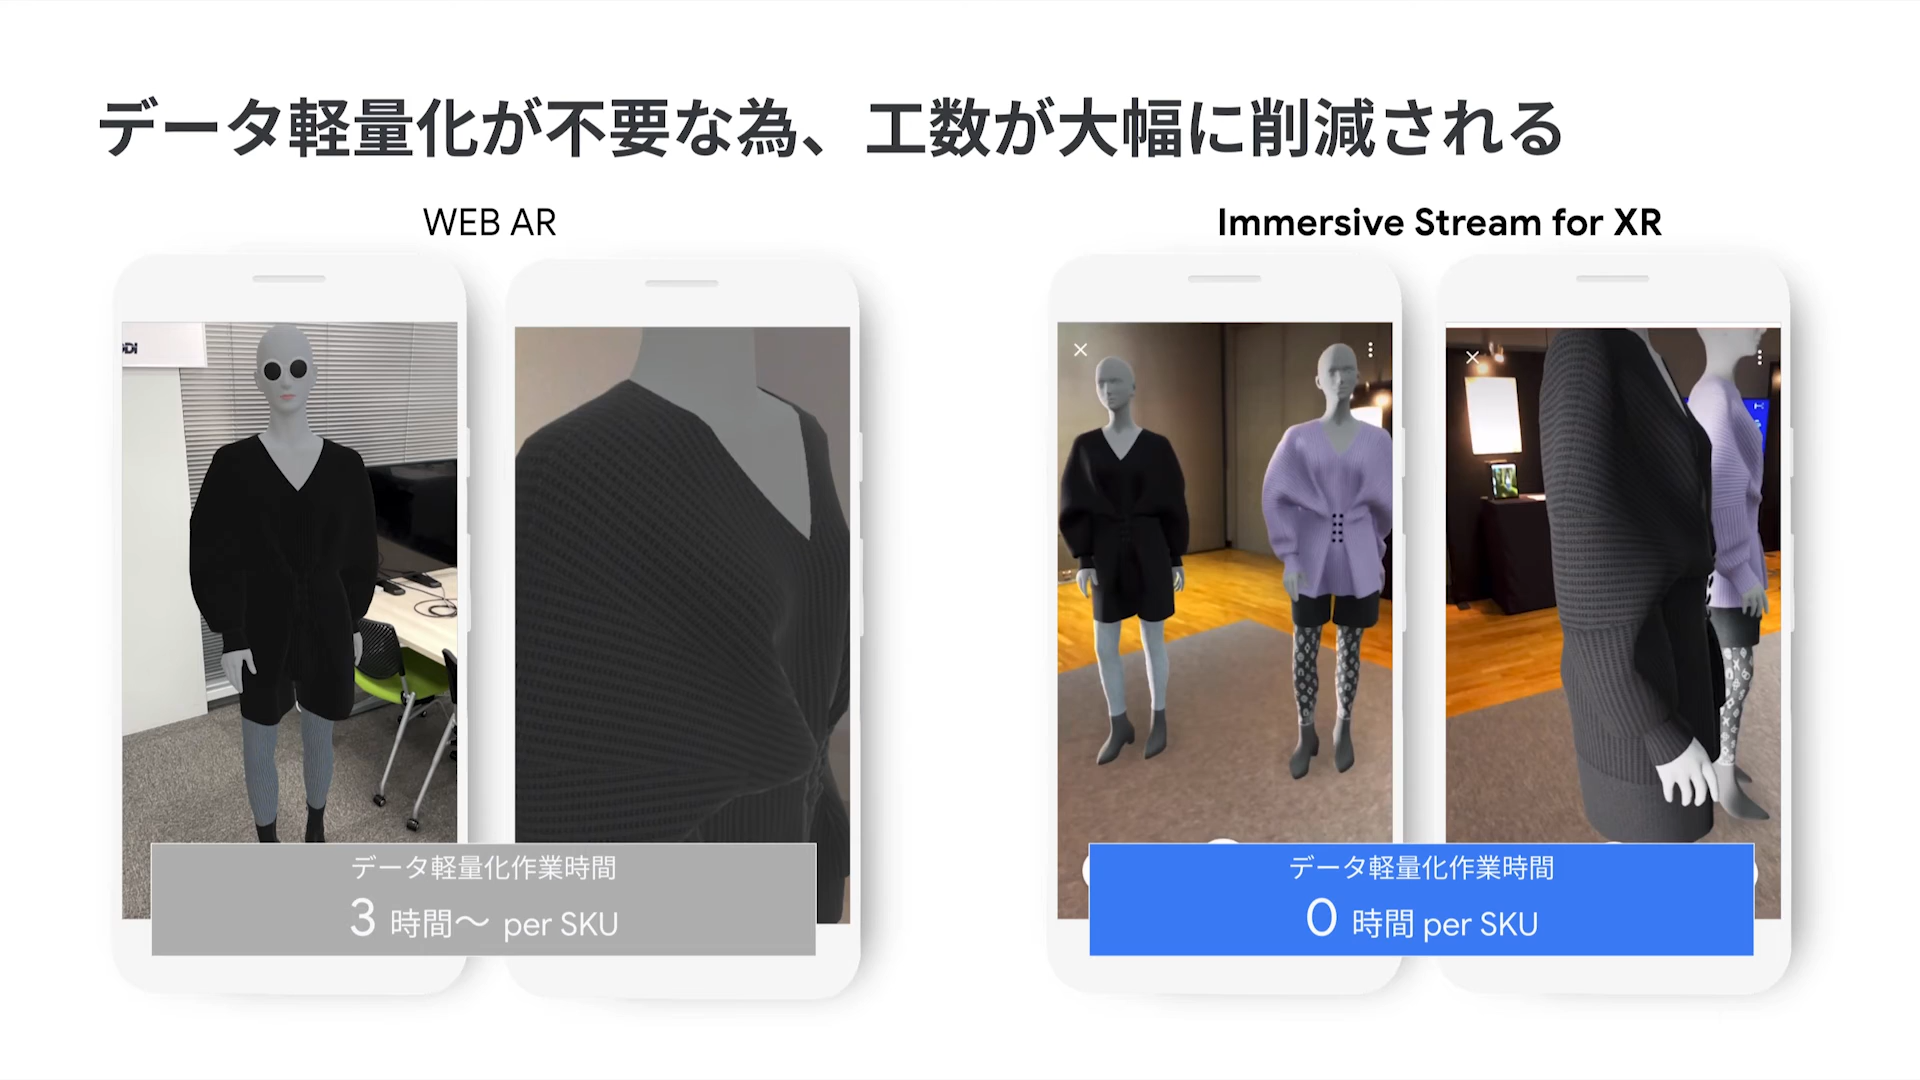 データ軽量化が不要な為、工数が大幅に削減される
WEB AR
Immersive Stream for XR
データ軽量化作業時間
3 時間〜 per SKU
データ軽量化作業時間
0 時間 per SKU